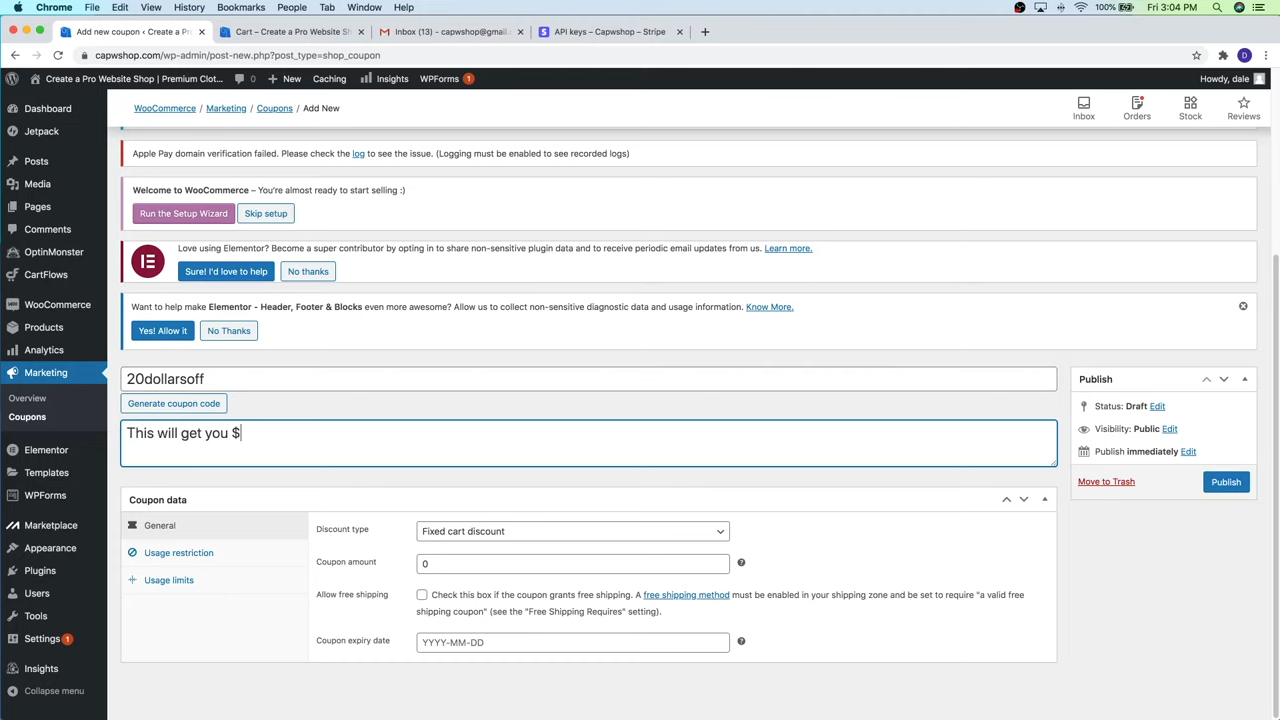 Chrome File Edit View History Bookmarks People Tab Window Help 100% Fri 3:04 PM
Add new coupon ‹ Create a Pr Cart – Create a Pro Website Sh Inbox (13) - capwshop@gmail.c API keys – Capwshop – Stripe
capwshop.com/wp-admin/post-new.php?post_type=shop_coupon D
Create a Pro Website Shop | Premium Clot... 0 New Caching Insights WPForms 1 Howdy, dale
WooCommerce / Marketing / Coupons / Add New
Inbox Orders Stock Reviews
Dashboard
Jetpack
Posts
Media
Pages
Comments
OptinMonster
CartFlows
WooCommerce
Products
Analytics
Marketing
Overview
Coupons
Elementor
Templates
WPForms
Marketplace
Appearance
Plugins
Users
Tools
Settings 1
Insights
Collapse menu
Apple Pay domain verification failed. Please check the log to see the issue. (Logging must be enabled to see recorded logs)
Welcome to WooCommerce – You're almost ready to start selling :)
Run the Setup Wizard Skip setup
Love using Elementor? Become a super contributor by opting in to share non-sensitive plugin data and to receive periodic email updates from us. Learn more.
Sure! I'd love to help No thanks
Want to help make Elementor - Header, Footer & Blocks even more awesome? Allow us to collect non-sensitive diagnostic data and usage information. Know More.
Yes! Allow it No Thanks
20dollarsoff
Generate coupon code
This will get you $
Coupon data
General
Usage restriction
Usage limits
Discount type Fixed cart discount
Coupon amount 0
Allow free shipping Check this box if the coupon grants free shipping. A free shipping method must be enabled in your shipping zone and be set to require "a valid free
shipping coupon" (see the "Free Shipping Requires" setting).
Coupon expiry date YYYY-MM-DD
Publish
Status: Draft Edit
Visibility: Public Edit
Publish immediately Edit
Move to Trash Publish